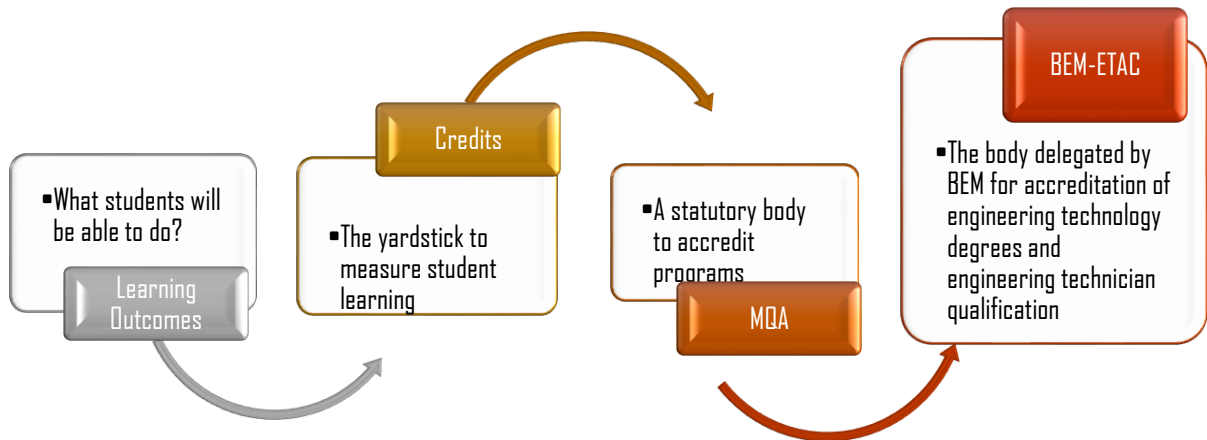 ▪What students will
be able to do?
Learning
Outcomes
Credits
▪The yardstick to
measure student
learning
▪A statutory body
to accredit
programs
MQA
BEM-ETAC
▪The body delegated by
BEM for accreditation of
engineering technology
degrees and
engineering technician
qualification